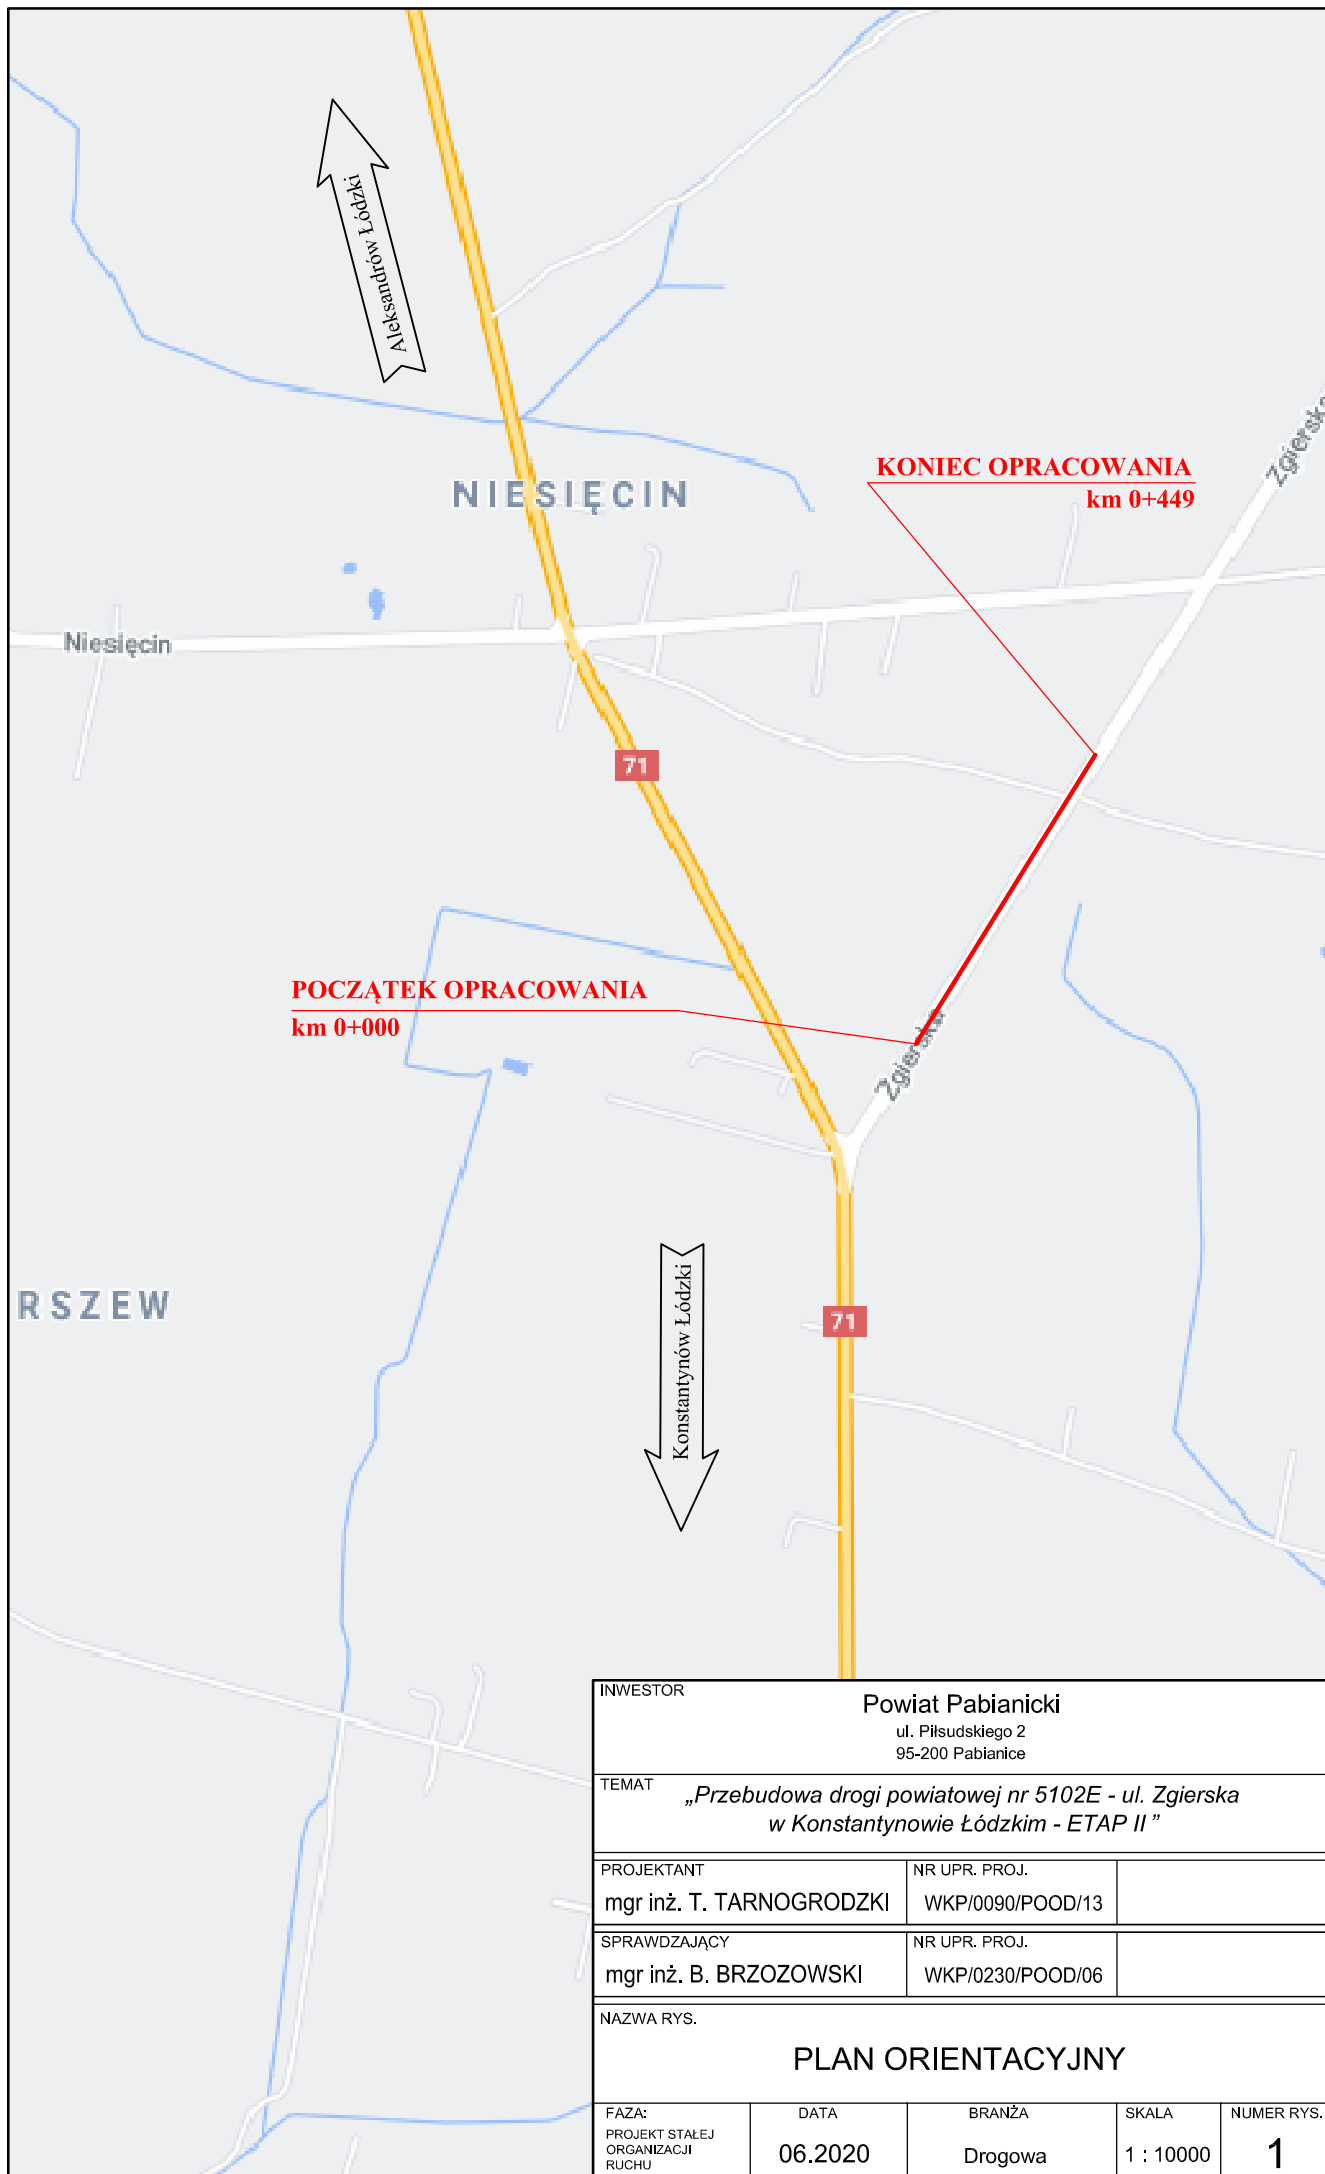 Aleksandrów Łódzki
Zgierska
KONIEC OPRACOWANIA
km 0+449
NIESIĘCIN
Niesięcin
71
POCZĄTEK OPRACOWANIA
km 0+000
Zgierska
RSZEW
Konstantynów Łódzki
71
INWESTOR
Powiat Pabianicki
ul. Piłsudskiego 2
95-200 Pabianice
TEMAT
„Przebudowa drogi powiatowej nr 5102E - ul. Zgierska
w Konstantynowie Łódzkim - ETAP II ”
PROJEKTANT
mgr inż. T. TARNOGRODZKI
NR UPR. PROJ.
WKP/0090/POOD/13
SPRAWDZAJĄCY
mgr inż. B. BRZOZOWSKI
NR UPR. PROJ.
WKP/0230/POOD/06
NAZWA RYS.
PLAN ORIENTACYJNY
FAZA:
PROJEKT STAŁEJ
ORGANIZACJI
RUCHU
DATA
06.2020
BRANŻA
Drogowa
SKALA
1 : 10000
NUMER RYS.
1